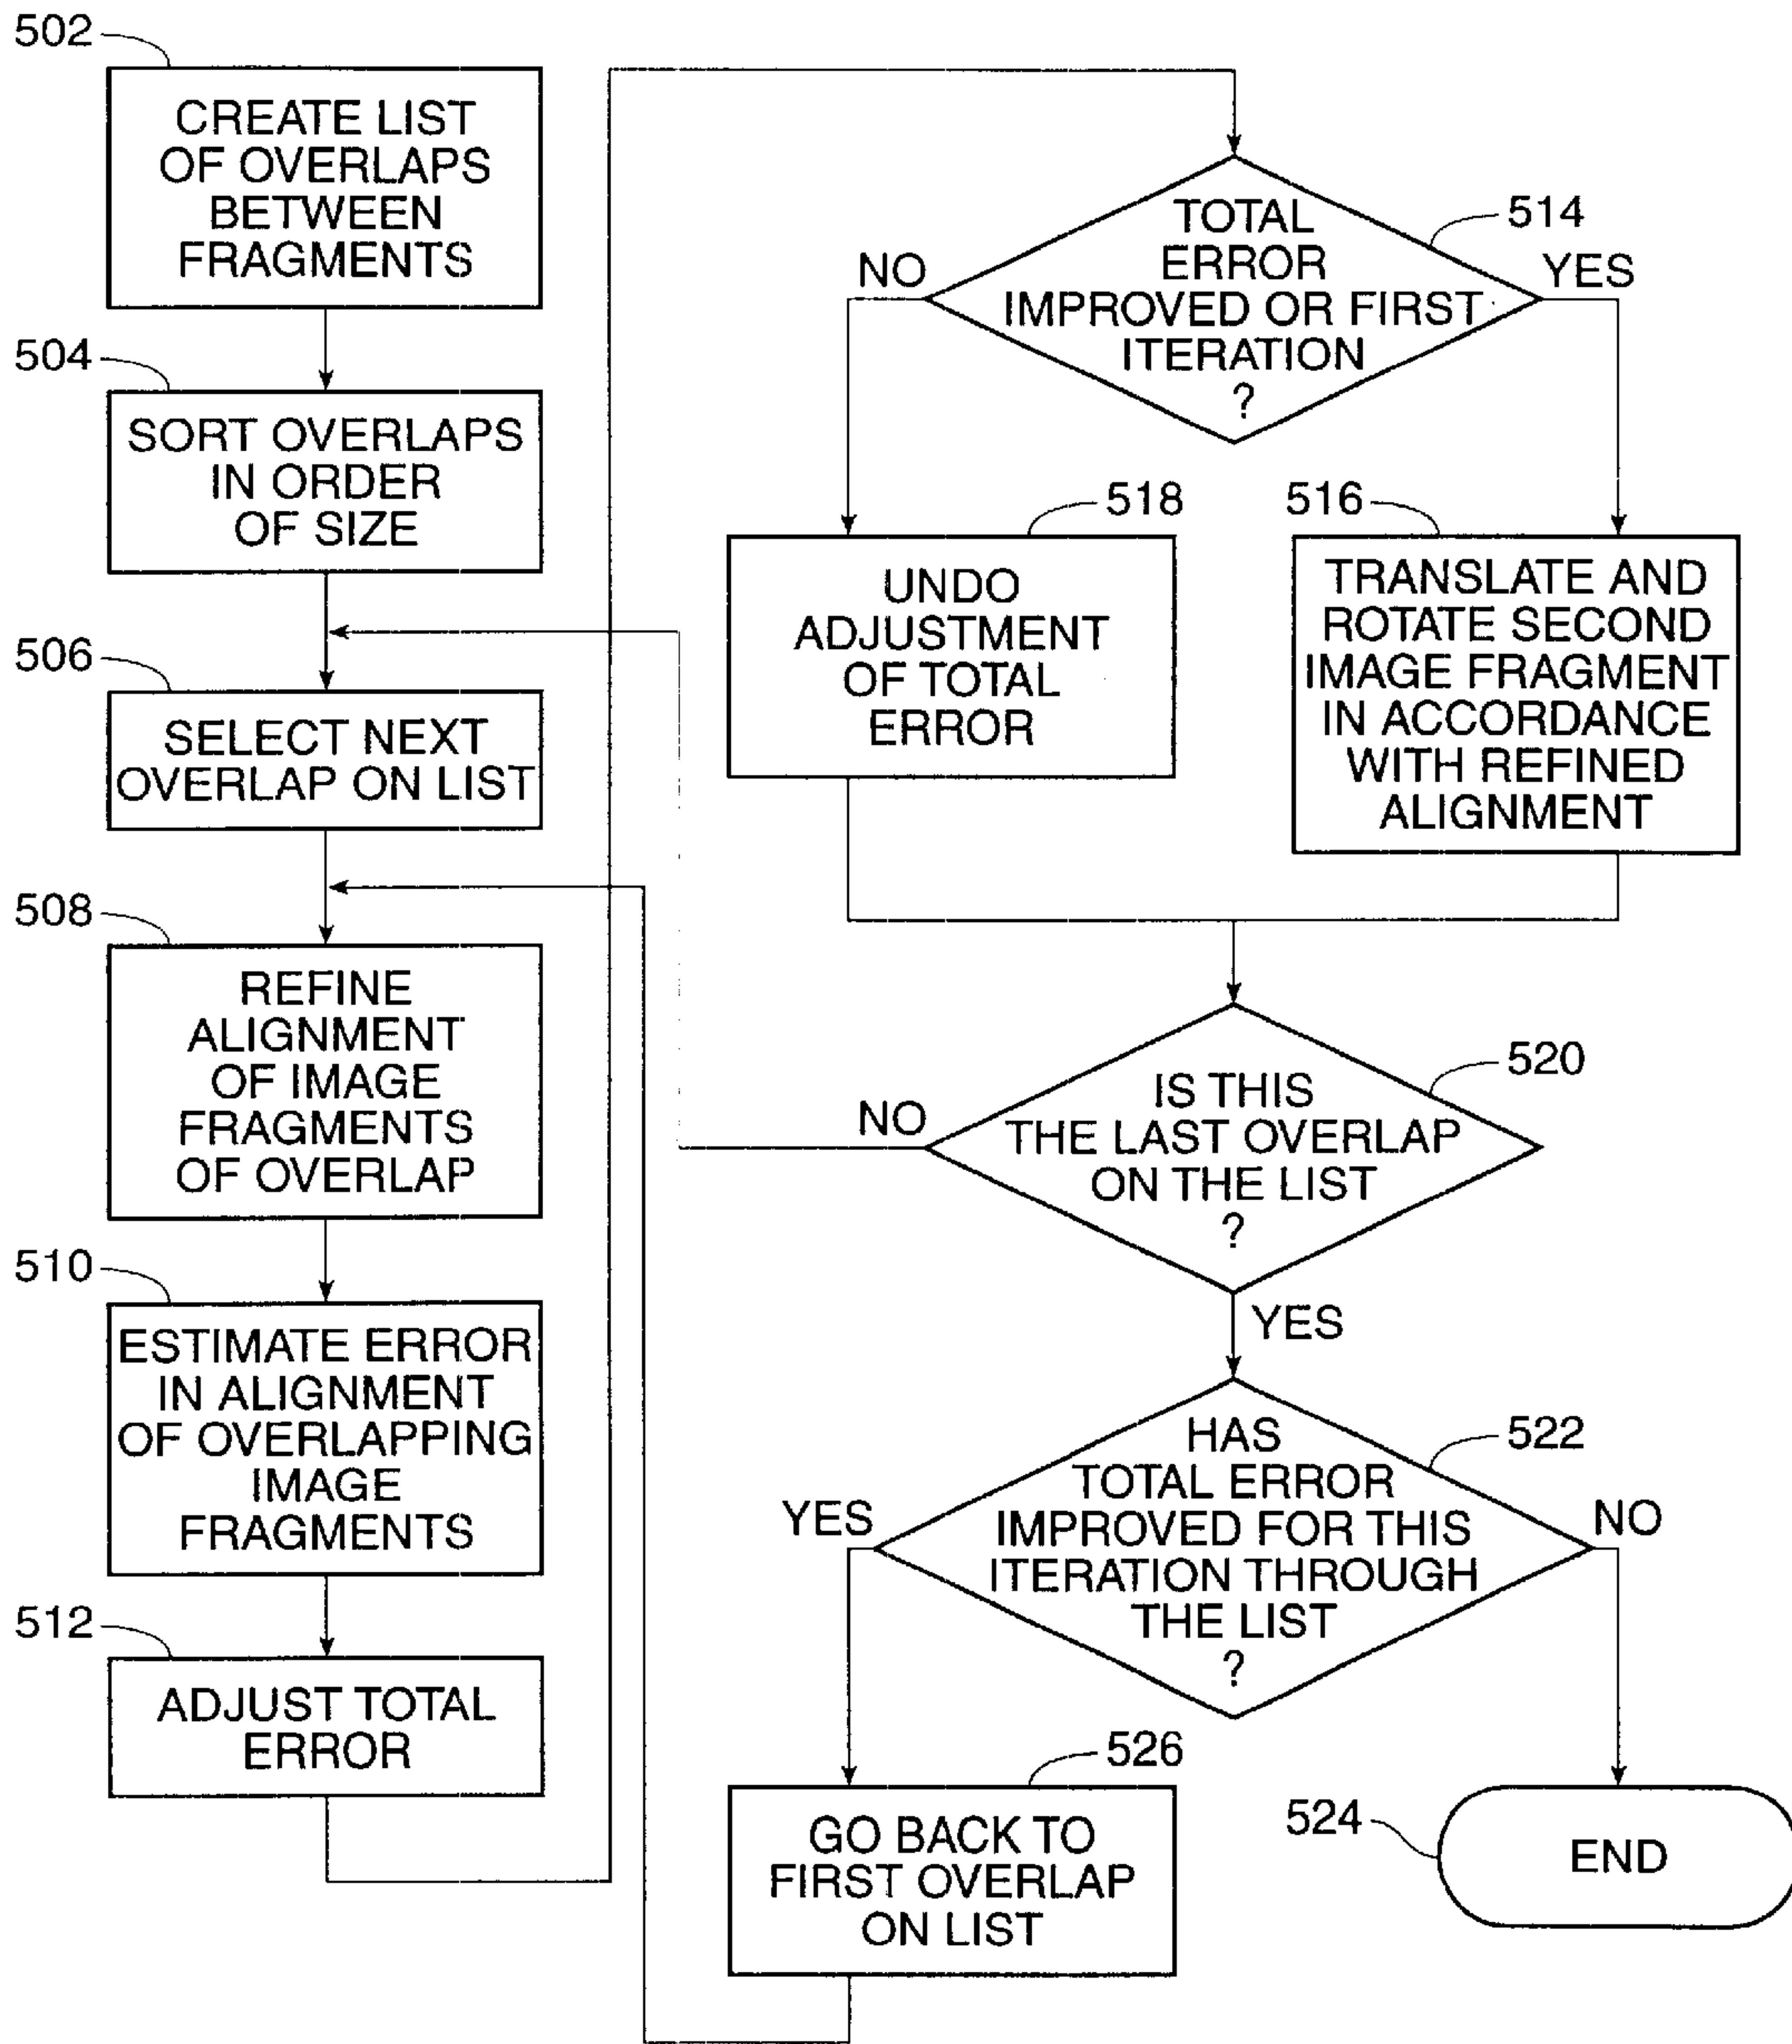 502
CREATE LIST
OF OVERLAPS
BETWEEN
FRAGMENTS
504
SORT OVERLAPS
IN ORDER
OF SIZE
506
SELECT NEXT
OVERLAP ON LIST
508
REFINE
ALIGNMENT
OF IMAGE
FRAGMENTS
OF OVERLAP
510
ESTIMATE ERROR
IN ALIGNMENT
OF OVERLAPPING
IMAGE
FRAGMENTS
512
ADJUST TOTAL
ERROR
514
TOTAL
ERROR
IMPROVED OR FIRST
ITERATION
?
NO
YES
518
UNDO
ADJUSTMENT
OF TOTAL
ERROR
516
TRANSLATE AND
ROTATE SECOND
IMAGE FRAGMENT
IN ACCORDANCE
WITH REFINED
ALIGNMENT
520
IS THIS
THE LAST OVERLAP
ON THE LIST
?
NO
YES
522
HAS
TOTAL ERROR
IMPROVED FOR THIS
ITERATION THROUGH
THE LIST
?
YES
NO
526
GO BACK TO
FIRST OVERLAP
ON LIST
524
END